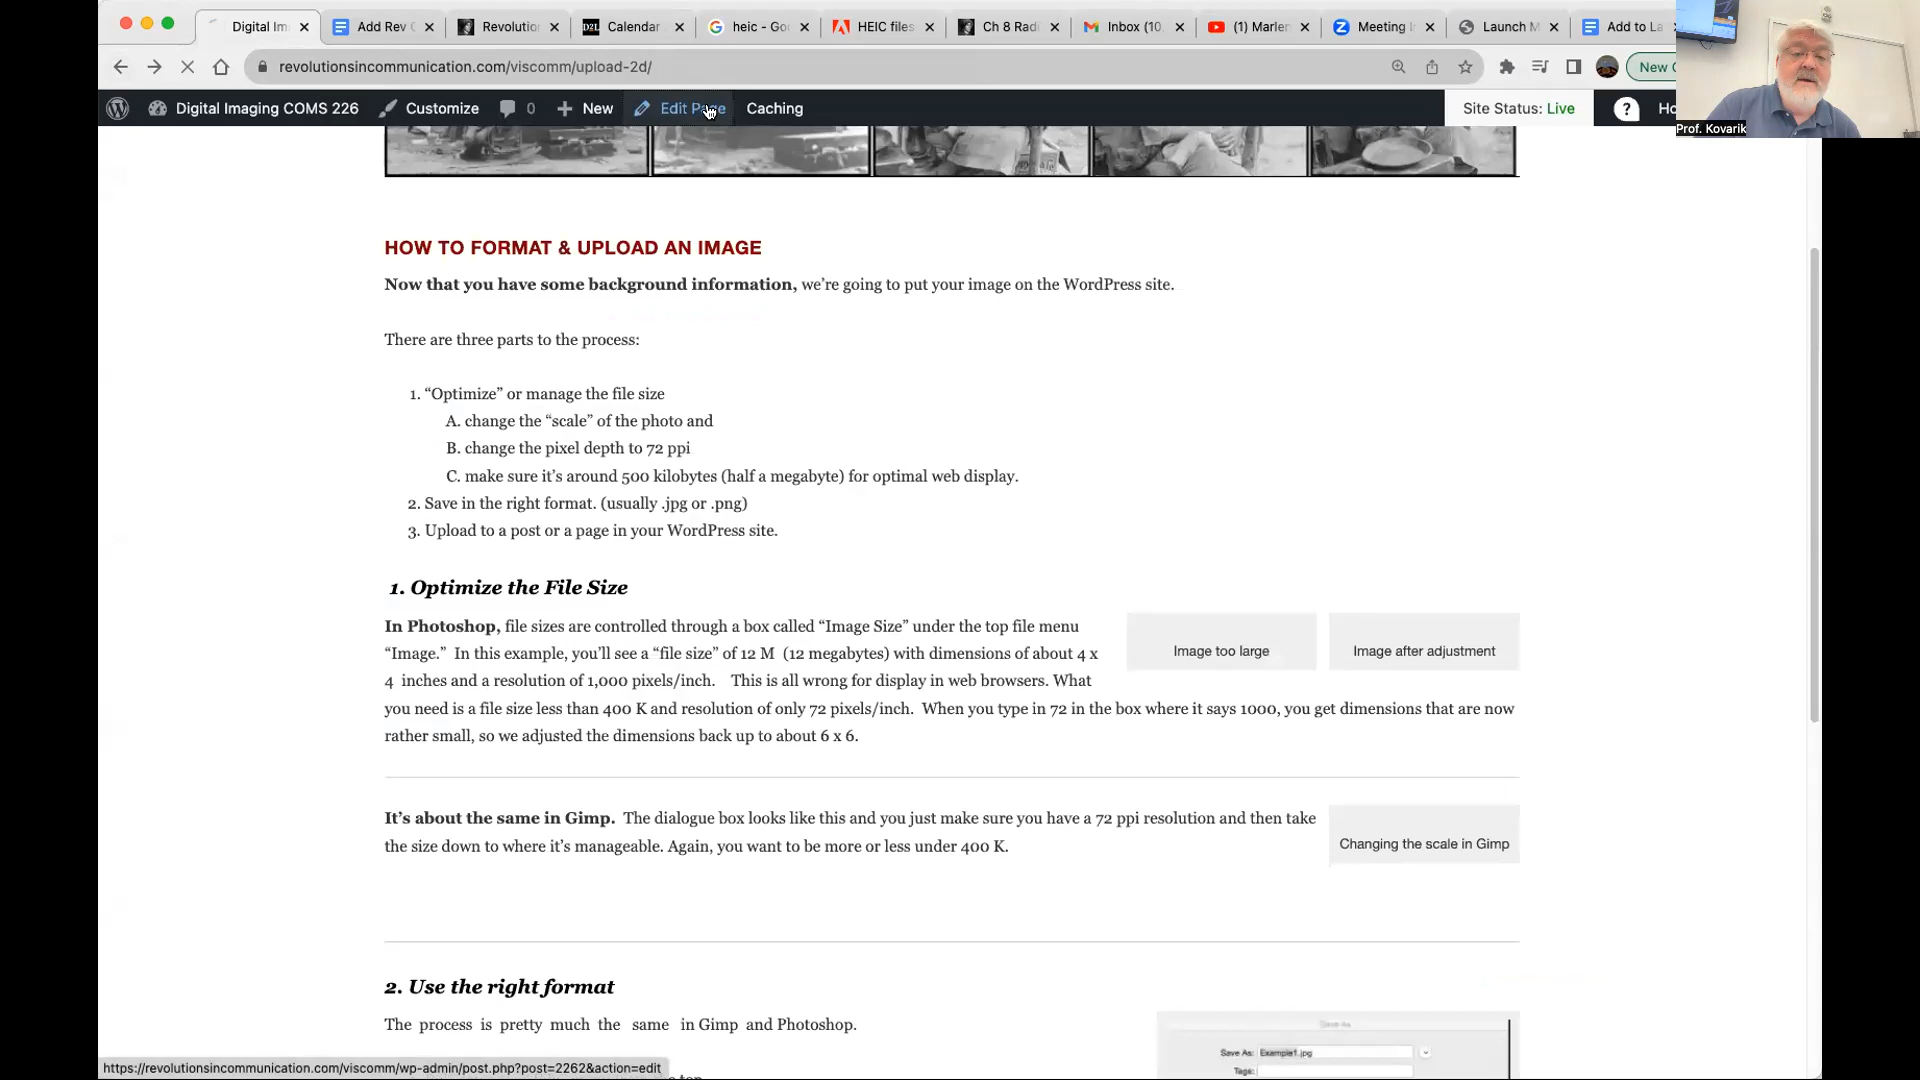 Digital Im
Add Rev
Revolutio
Calendar
heic - Goo
HEIC files
Ch 8 Radi
Inbox (10
(1) Marlen
Meeting I
Launch M
Add to La
revolutionsincommunication.com/viscomm/upload-2d/
New
Digital Imaging COMS 226
Customize
0
New
Edit Page
Caching
Site Status: Live
?
Prof. Kovarik
HOW TO FORMAT & UPLOAD AN IMAGE
Now that you have some background information, we’re going to put your image on the WordPress site.
There are three parts to the process:
1. “Optimize” or manage the file size
A. change the “scale” of the photo and
B. change the pixel depth to 72 ppi
C. make sure it’s around 500 kilobytes (half a megabyte) for optimal web display.
2. Save in the right format. (usually .jpg or .png)
3. Upload to a post or a page in your WordPress site.
1. Optimize the File Size
In Photoshop, file sizes are controlled through a box called “Image Size” under the top file menu
“Image.” In this example, you’ll see a “file size” of 12 M (12 megabytes) with dimensions of about 4 x
4 inches and a resolution of 1,000 pixels/inch. This is all wrong for display in web browsers. What
you need is a file size less than 400 K and resolution of only 72 pixels/inch. When you type in 72 in the box where it says 1000, you get dimensions that are now
rather small, so we adjusted the dimensions back up to about 6 x 6.
Image too large
Image after adjustment
It’s about the same in Gimp. The dialogue box looks like this and you just make sure you have a 72 ppi resolution and then take
the size down to where it’s manageable. Again, you want to be more or less under 400 K.
Changing the scale in Gimp
2. Use the right format
The process is pretty much the same in Gimp and Photoshop.
Save As
Save As: Example1.jpg
Tags:
https://revolutionsincommunication.com/viscomm/wp-admin/post.php?post=2262&action=edit